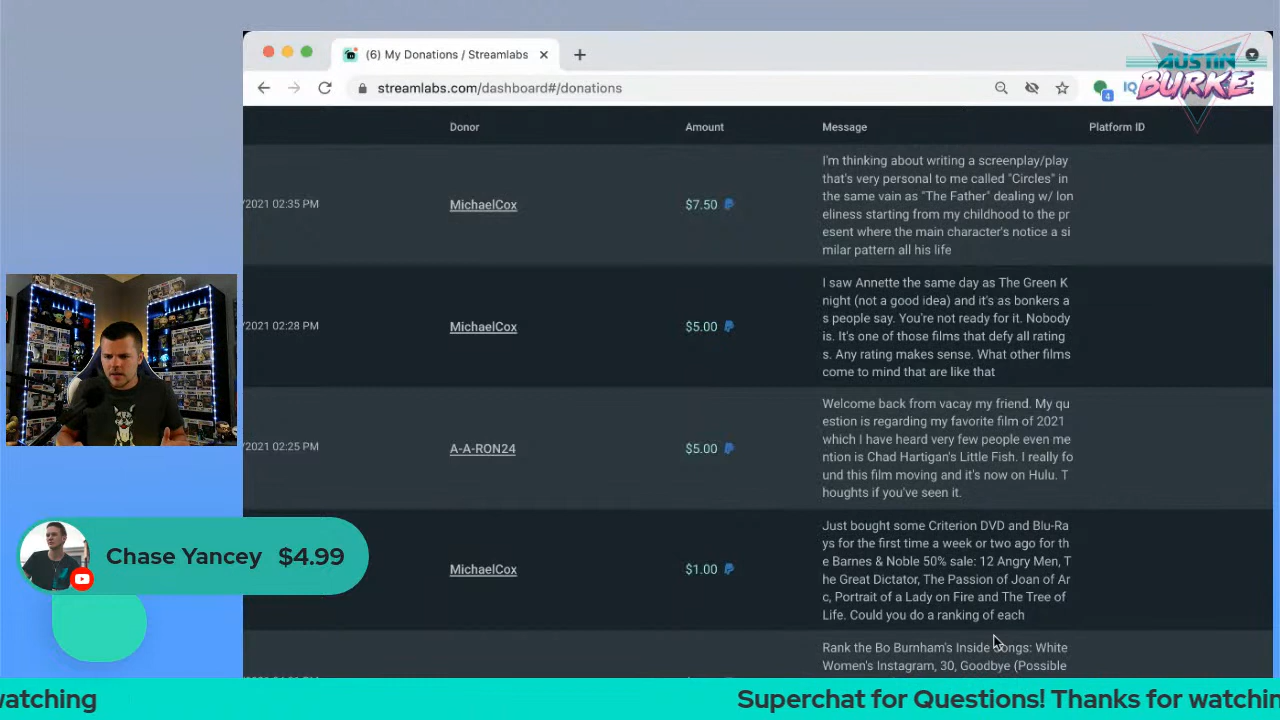 (6) My Donations / Streamlabs
streamlabs.com/dashboard#/donations
4
IQ
AUSTIN
BURKE
Donor
Amount
Message
Platform ID
/2021 02:35 PM
MichaelCox
$7.50
I'm thinking about writing a screenplay/play
that's very personal to me called "Circles" in
the same vain as "The Father" dealing w/ lon
eliness starting from my childhood to the pr
esent where the main character's notice a si
milar pattern all his life
/2021 02:28 PM
MichaelCox
$5.00
I saw Annette the same day as The Green K
night (not a good idea) and it's as bonkers a
s people say. You're not ready for it. Nobody
is. It's one of those films that defy all rating
s. Any rating makes sense. What other films
come to mind that are like that
/2021 02:25 PM
A-A-RON24
$5.00
Welcome back from vacay my friend. My qu
estion is regarding my favorite film of 2021
which I have heard very few people even me
ntion is Chad Hartigan's Little Fish. I really fo
und this film moving and it's now on Hulu. T
houghts if you've seen it.
MichaelCox
$1.00
Just bought some Criterion DVD and Blu-Ra
ys for the first time a week or two ago for th
e Barnes & Noble 50% sale: 12 Angry Men, T
he Great Dictator, The Passion of Joan of Ar
c, Portrait of a Lady on Fire and The Tree of
Life. Could you do a ranking of each
Rank the Bo Burnham's Inside songs: White
Women's Instagram, 30, Goodbye (Possible
Chase Yancey $4.99
watching
Superchat for Questions! Thanks for watchin